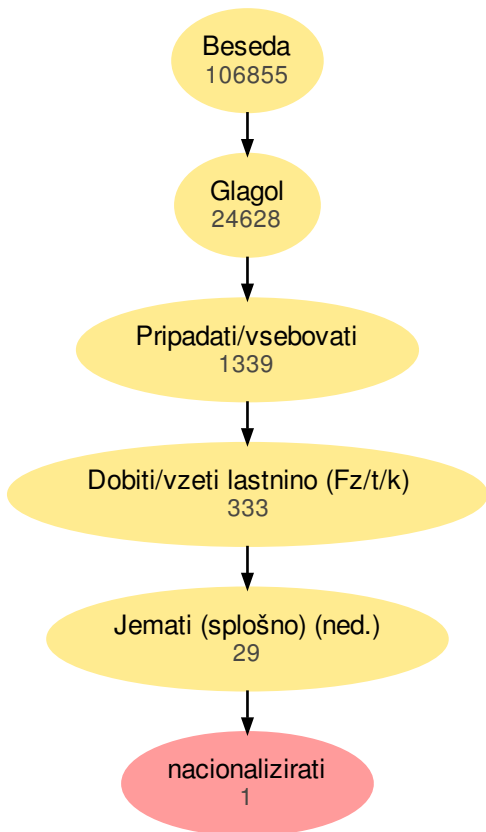 Beseda
106855
Glagol
24628
Pripadati/vsebovati
1339
Dobiti/vzeti lastnino (Fz/t/k)
333
Jemati (splošno) (ned.)
29
nacionalizirati
1